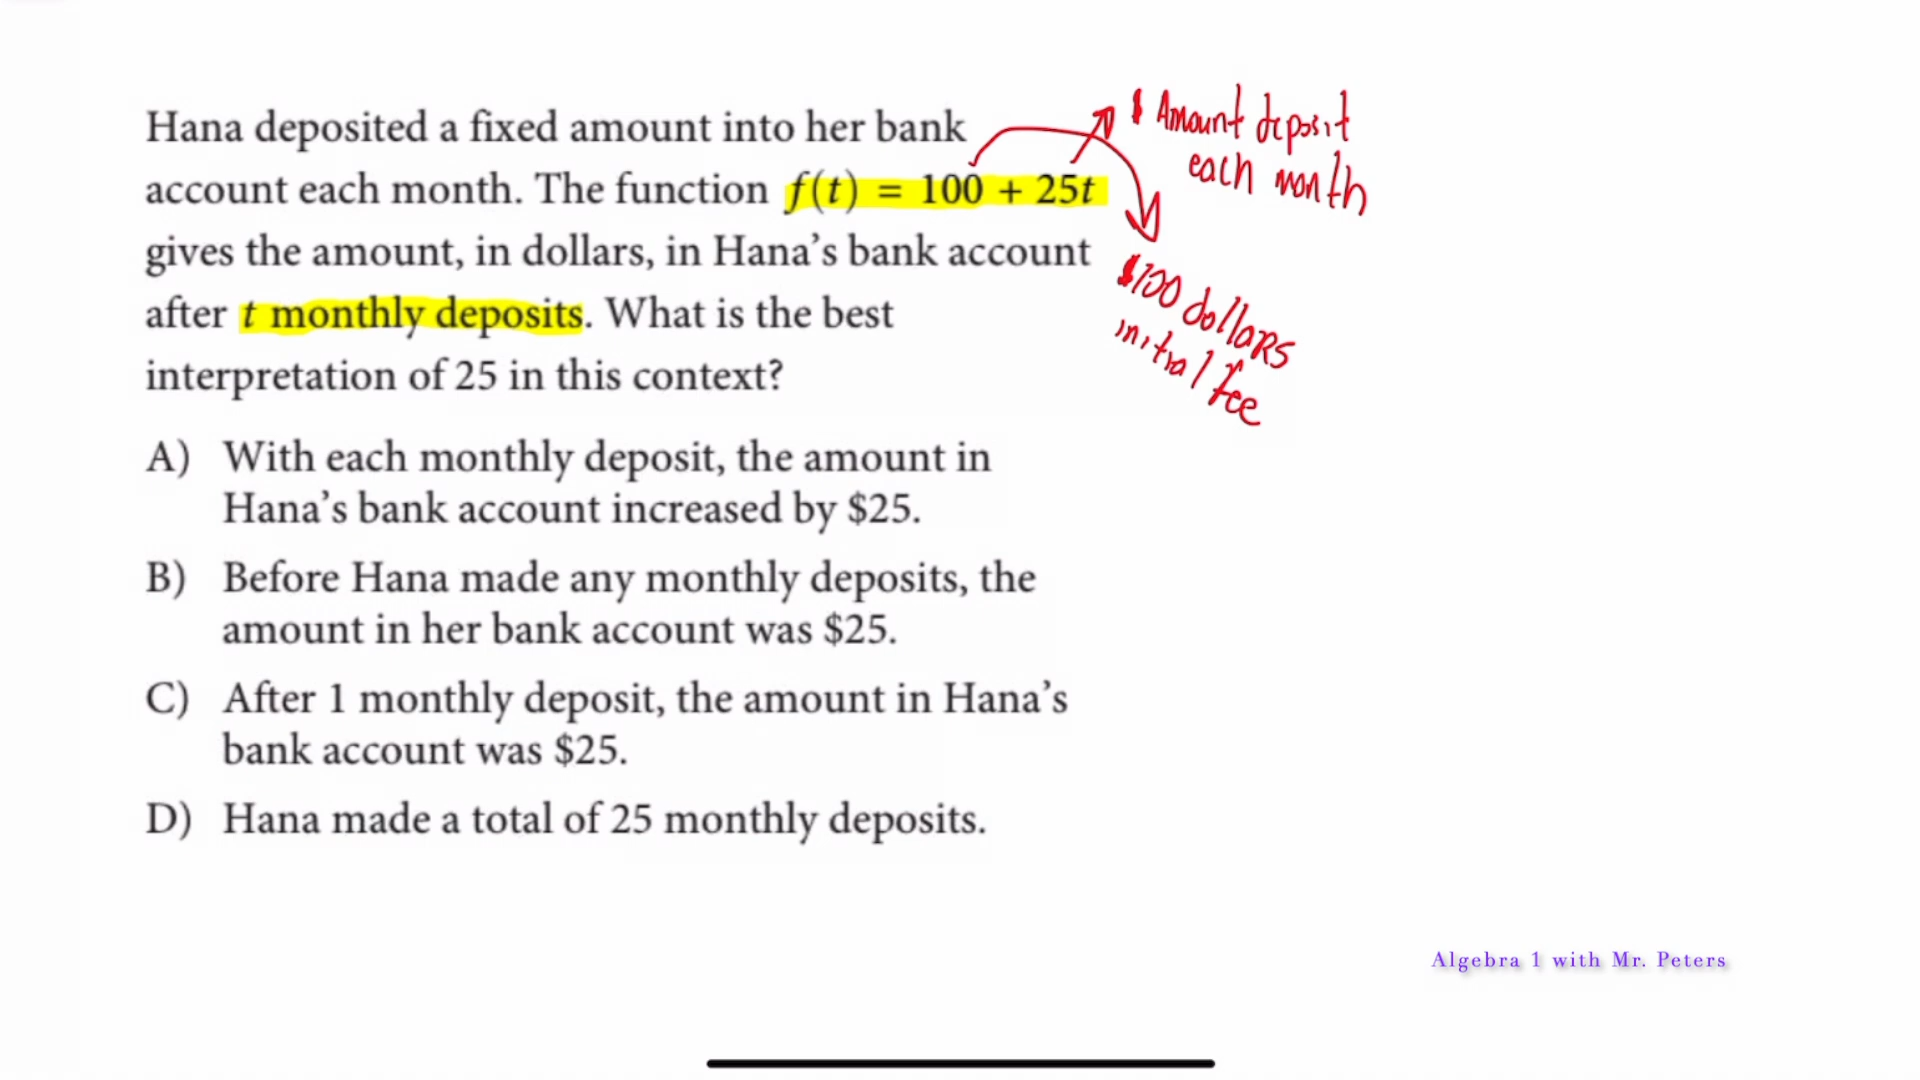 Hana deposited a fixed amount into her bank
account each month. The function f(t) = 100 + 25t
gives the amount, in dollars, in Hana's bank account
after t monthly deposits. What is the best
interpretation of 25 in this context?
$ Amount deposit
each month
$100 dollars
initial fee
A) With each monthly deposit, the amount in
Hana's bank account increased by $25.
B) Before Hana made any monthly deposits, the
amount in her bank account was $25.
C) After 1 monthly deposit, the amount in Hana's
bank account was $25.
D) Hana made a total of 25 monthly deposits.
Algebra 1 with Mr. Peters